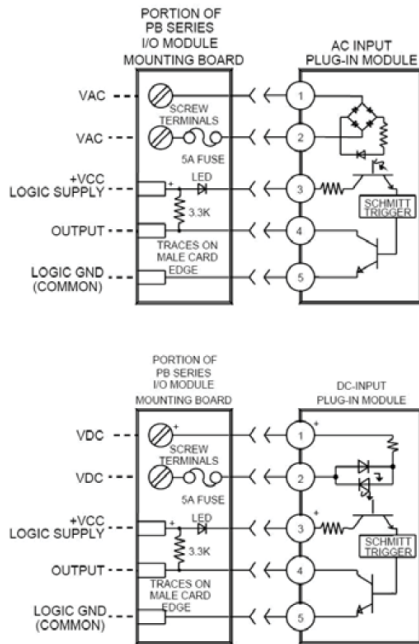 PORTION OF
PB SERIES
I/O MODULE
MOUNTING BOARD
AC INPUT
PLUG-IN MODULE
VAC
1
SCREW
TERMINALS
VAC
2
5A FUSE
+VCC
LOGIC SUPPLY
+
LED
3
3.3K
SCHMITT
TRIGGER
OUTPUT
4
TRACES ON
MALE CARD
EDGE
LOGIC GND
(COMMON)
5
PORTION OF
PB SERIES
I/O MODULE
MOUNTING BOARD
DC-INPUT
PLUG-IN MODULE
VDC
+
1
+
SCREW
TERMINALS
VDC
2
5A FUSE
+VCC
LOGIC SUPPLY
+
LED
3
+
3.3K
SCHMITT
TRIGGER
OUTPUT
4
TRACES ON
MALE CARD
EDGE
LOGIC GND
(COMMON)
5